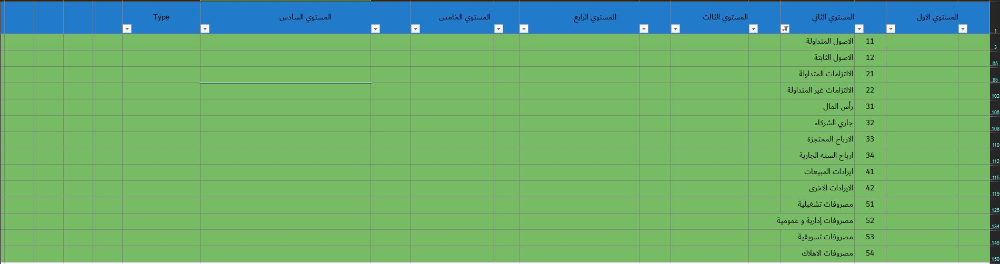 المستوي الاول المستوي الثاني المستوي الثالث المستوي الرابع المستوي الخامس المستوي السادس Type
1
11 الاصول المتداولة
3
12 الاصول الثابتة
65
21 الالتزامات المتداولة
85
22 الالتزامات غير المتداولة
102
31 رأس المال
106
32 جاري الشركاء
108
33 الارباح المحتجزة
110
34 ارباح السنه الجارية
112
41 ايرادات المبيعات
115
42 الايرادات الاخرى
119
51 مصروفات تشغيلية
126
52 مصروفات إدارية و عمومية
134
53 مصروفات تسويقية
146
54 مصروفات الاهلاك
150